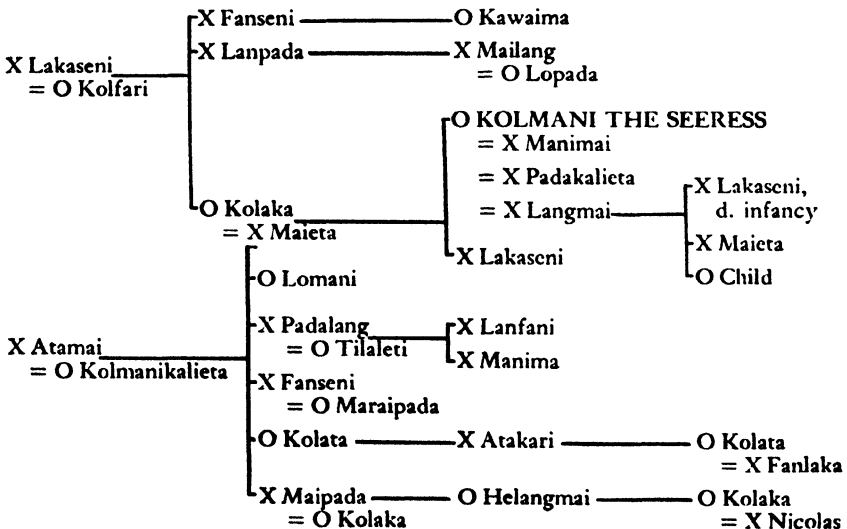 X Fanseni O Kawaima
X Lanpada X Mailang
X Lakaseni
= O Kolfari
= O Lopada
O KOLMANI THE SEERESS
= X Manimai
= X Padakalieta
= X Langmai
X Lakaseni,
d. infancy
X Maieta
O Child
O Kolaka
= X Maieta
X Lakaseni
O Lomani
X Padalang
= O Tilaleti
X Lanfani
X Manima
X Atamai
= O Kolmanikalieta
X Fanseni
= O Maraipada
O Kolata X Atakari O Kolata
= X Fanlaka
X Maipada O Helangmai O Kolaka
= O Kolaka = X Nicolas